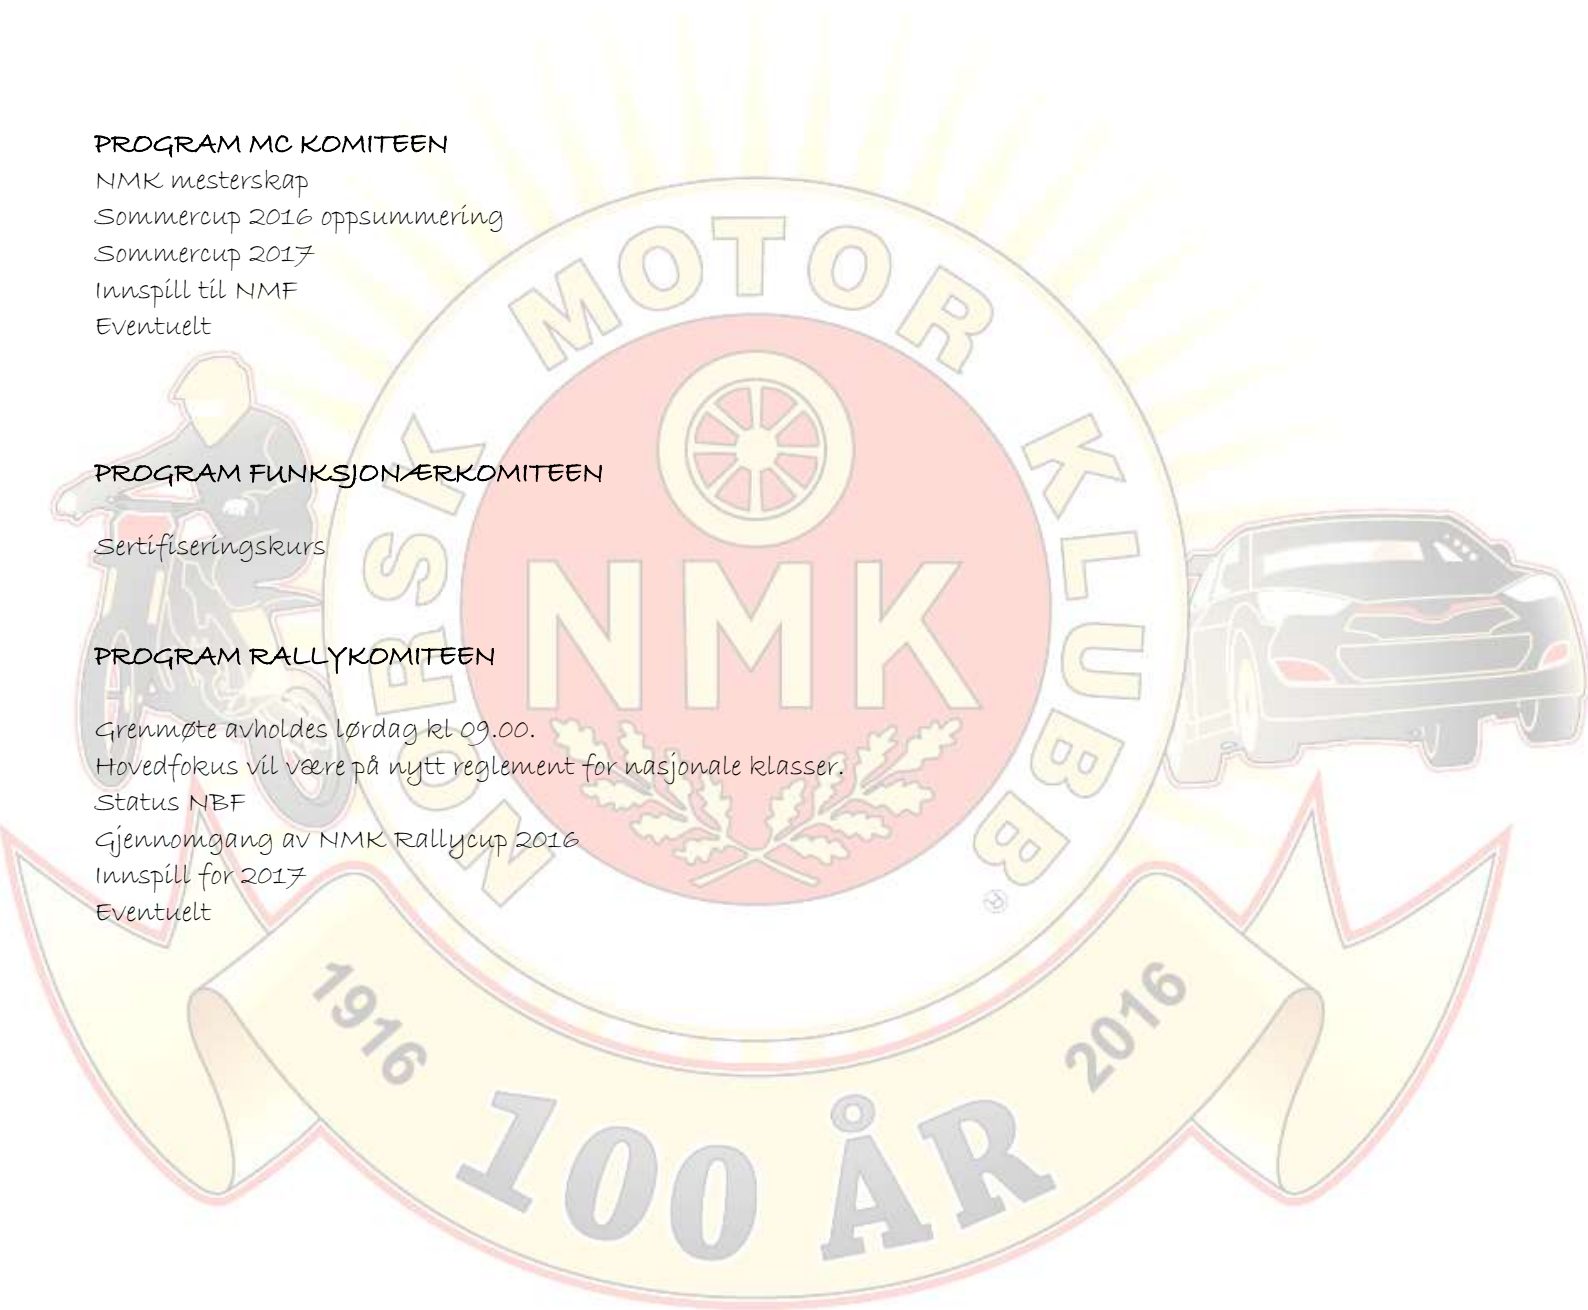 PROGRAM MC KOMITEEN
NMK mesterskap
Sommercup 2016 oppsummering
Sommercup 2017
Innspill til NMF
Eventuelt
PROGRAM FUNKSJONÆRKOMITEEN
Sertifiseringskurs
PROGRAM RALLYKOMITEEN
Grenmøte avholdes lørdag kl 09.00.
Hovedfokus vil være på nytt reglement for nasjonale klasser.
Status NBF
Gjennomgang av NMK Rallycup 2016
Innspill for 2017
Eventuelt
NORSK MOTOR KLUBB
NMK
®
1916
100 ÅR
2016